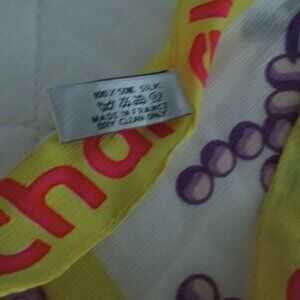 100% SOIE SILK
MADE IN FRANCE
DRY CLEAN ONLY
chanel